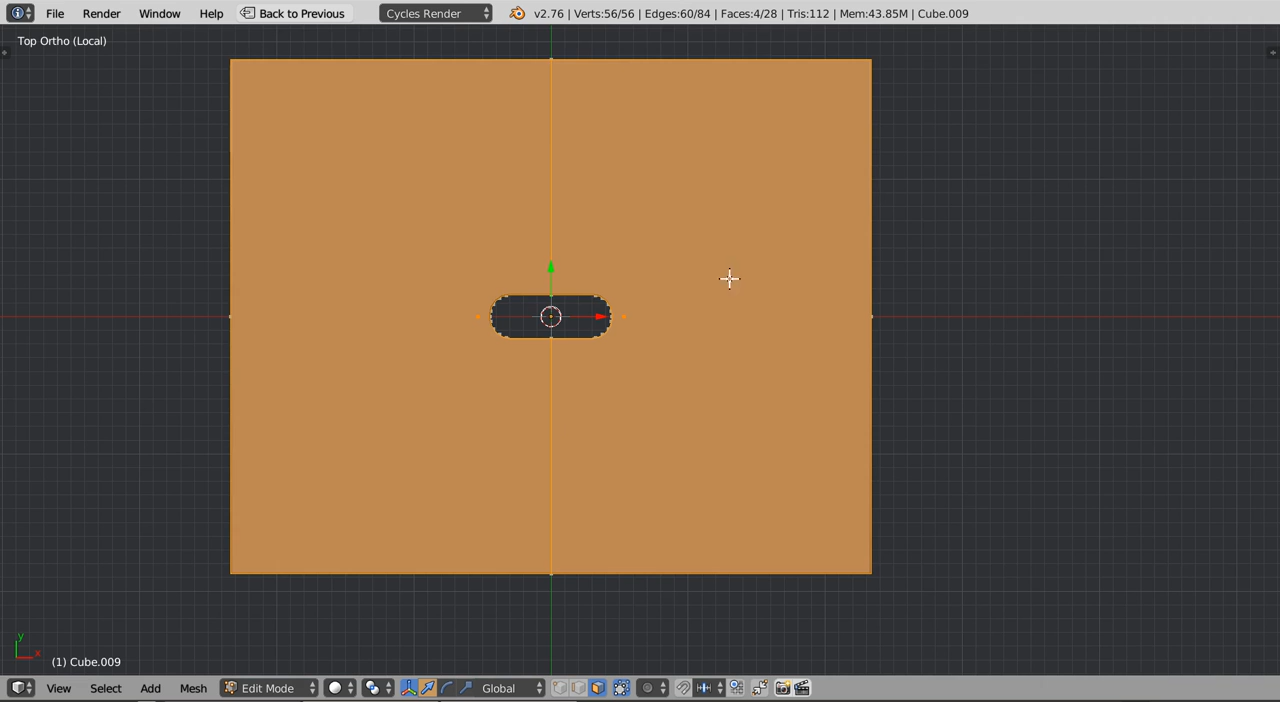 File Render Window Help Back to Previous Cycles Render v2.76 | Verts:56/56 | Edges:60/84 | Faces:4/28 | Tris:112 | Mem:43.85M | Cube.009
Top Ortho (Local)
y
x
(1) Cube.009
View Select Add Mesh Edit Mode Global